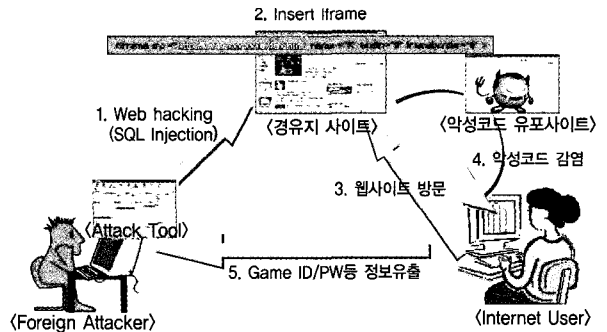 2. Insert Iframe
1. Web hacking
(SQL Injection)
<경유지 사이트>
<악성코드 유포사이트>
4. 악성코드 감염
3. 웹사이트 방문
<Attack Tool>
5. Game ID/PW등 정보유출
<Foreign Attacker>
<Internet User>